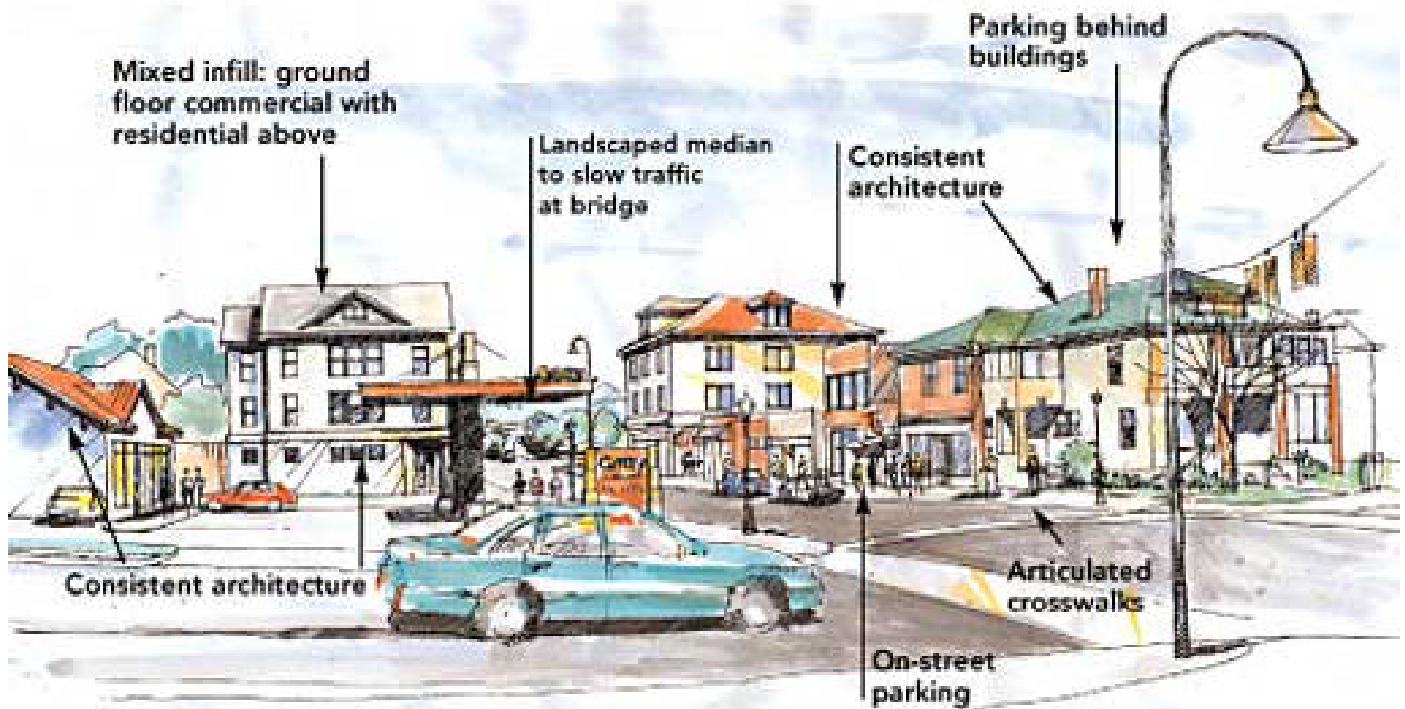 Mixed infill: ground
floor commercial with
residential above
Landscaped median
to slow traffic
at bridge
Consistent
architecture
Parking behind
buildings
Consistent architecture
Articulated
crosswalks
On-street
parking